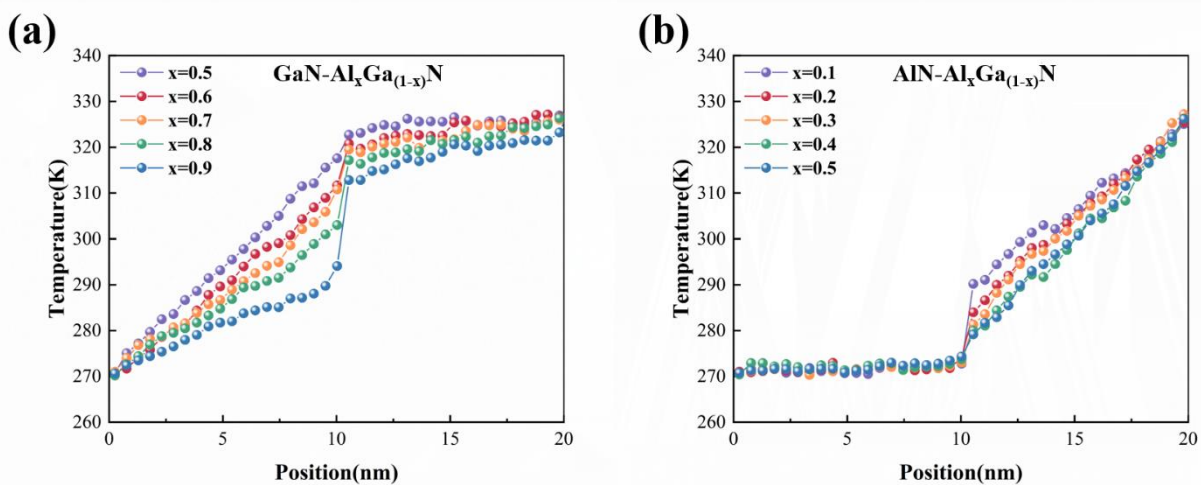 (a)
340
330
320
310
300
290
280
270
260
Temperature(K)
x=0.5
x=0.6
x=0.7
x=0.8
x=0.9
GaN-AlxGa(1-x)N
0
5
10
15
20
Position(nm)
(b)
340
330
320
310
300
290
280
270
260
Temperature(K)
x=0.1
x=0.2
x=0.3
x=0.4
x=0.5
AlN-AlxGa(1-x)N
0
5
10
15
20
Position(nm)